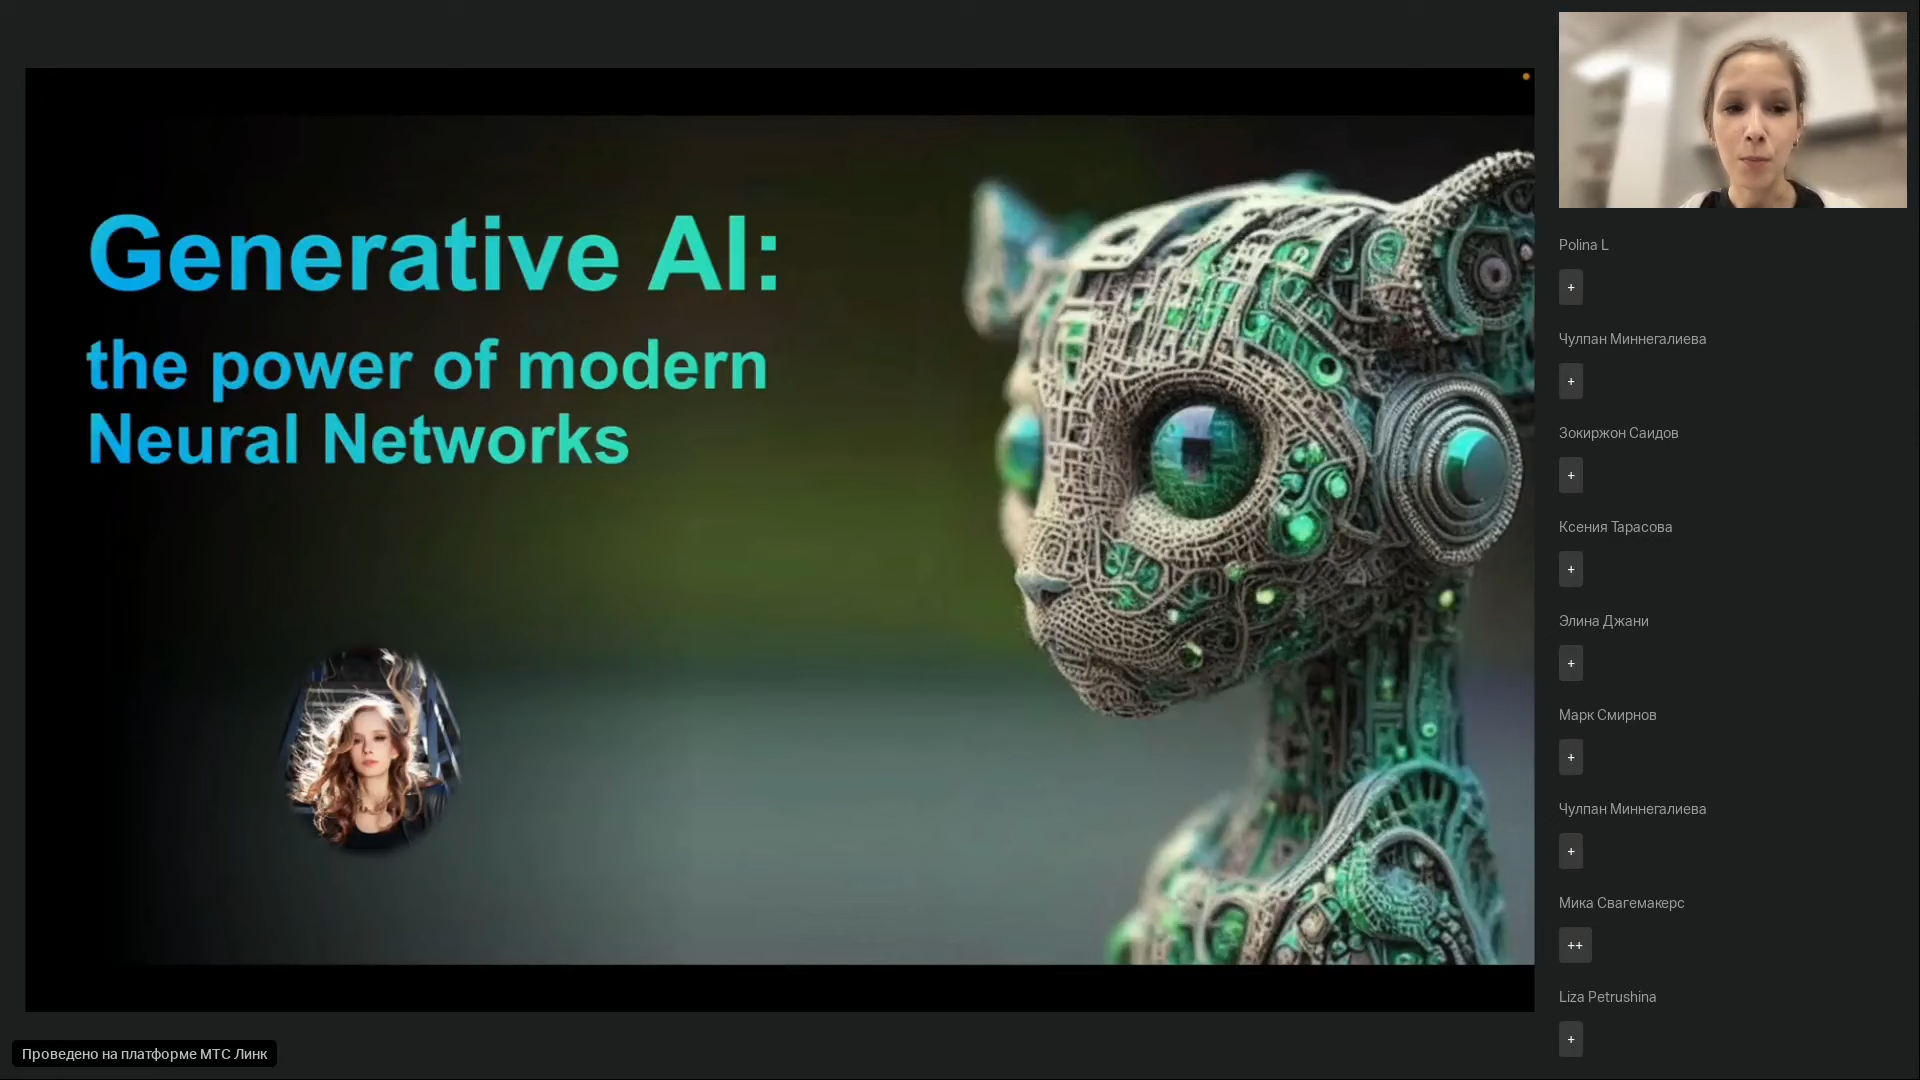 Generative AI:
the power of modern
Neural Networks
Polina L
+
Чулпан Миннегалиева
+
Зокиржон Саидов
+
Ксения Тарасова
+
Элина Джани
+
Марк Смирнов
+
Чулпан Миннегалиева
+
Мика Свагемакерс
++
Liza Petrushina
+
Проведено на платформе МТС Линк